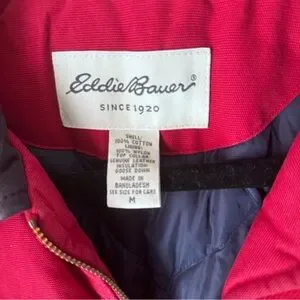 Eddie Bauer®
SINCE 1920
SHELL:
100% COTTON
LINING:
100% NYLON
TOP COLLAR:
GENUINE LEATHER
INSULATION:
GOOSE DOWN
MADE IN
BANGLADESH
SEE SIDE FOR CARE
M